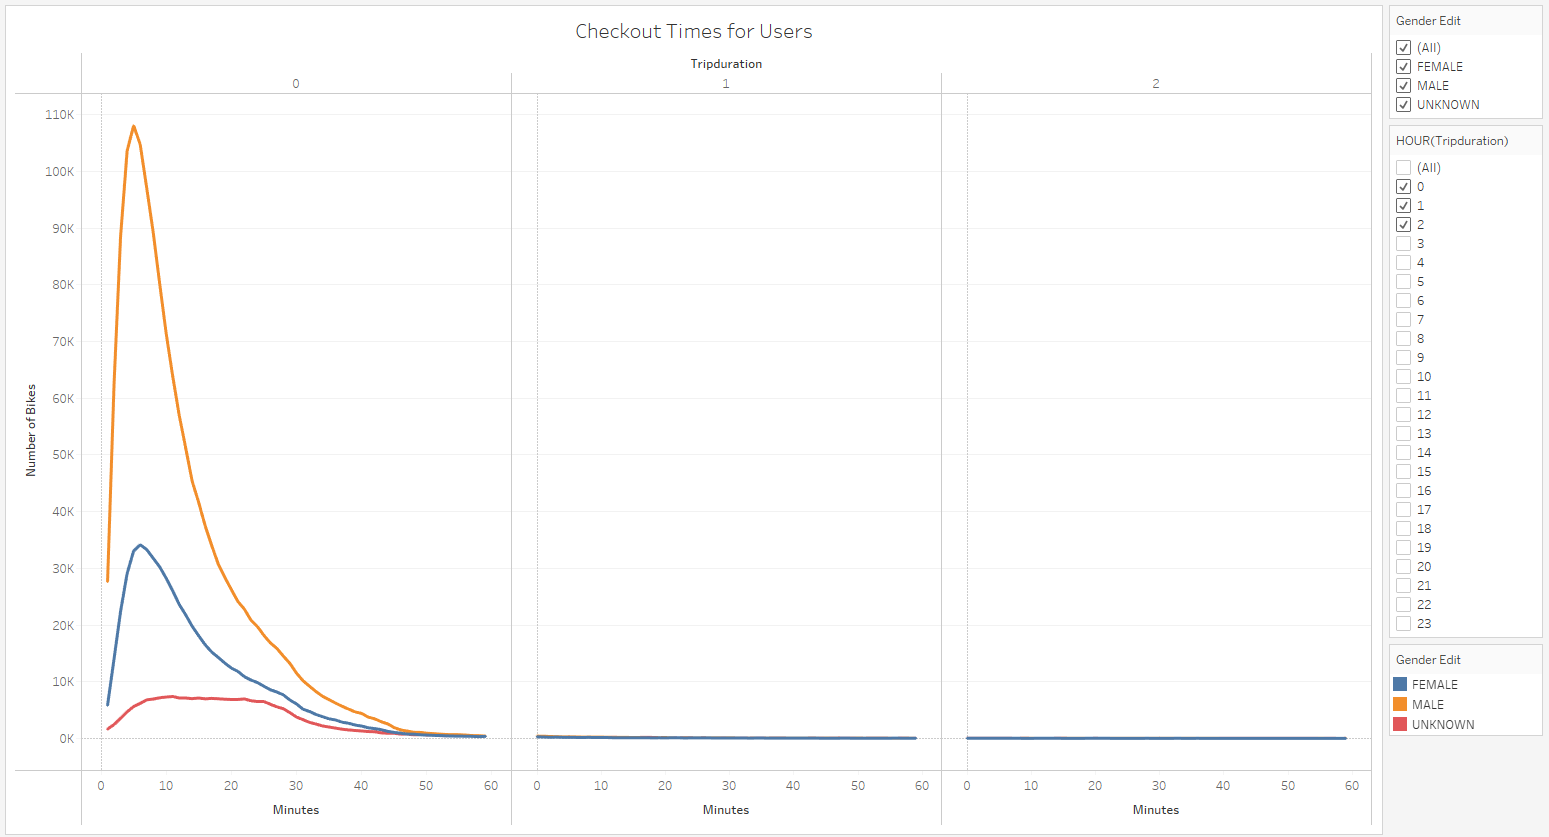 Checkout Times for Users
Tripduration
0 1 2
110K
100K
90K
80K
70K
60K
50K
40K
30K
20K
10K
0K
Number of Bikes
0 10 20 30 40 50 60 0 10 20 30 40 50 60 0 10 20 30 40 50 60
Minutes Minutes Minutes
Gender Edit
(All)
FEMALE
MALE
UNKNOWN
HOUR(Tripduration)
(All)
0
1
2
3
4
5
6
7
8
9
10
11
12
13
14
15
16
17
18
19
20
21
22
23
Gender Edit
FEMALE
MALE
UNKNOWN